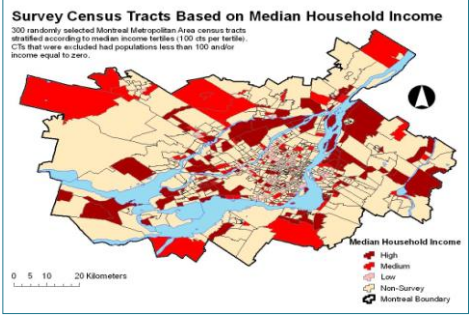 Survey Census Tracts Based on Median Household Income
300 randomly selected Montreal Metropolitan Area census tracts
stratified according to median income tertiles (100 cts per tertile).
CTs that were excluded had populations less than 100 and/or
income equal to zero.
Median Household Income
High
Medium
Low
Non-Survey
Montreal Boundary
0 5 10 20 Kilometers